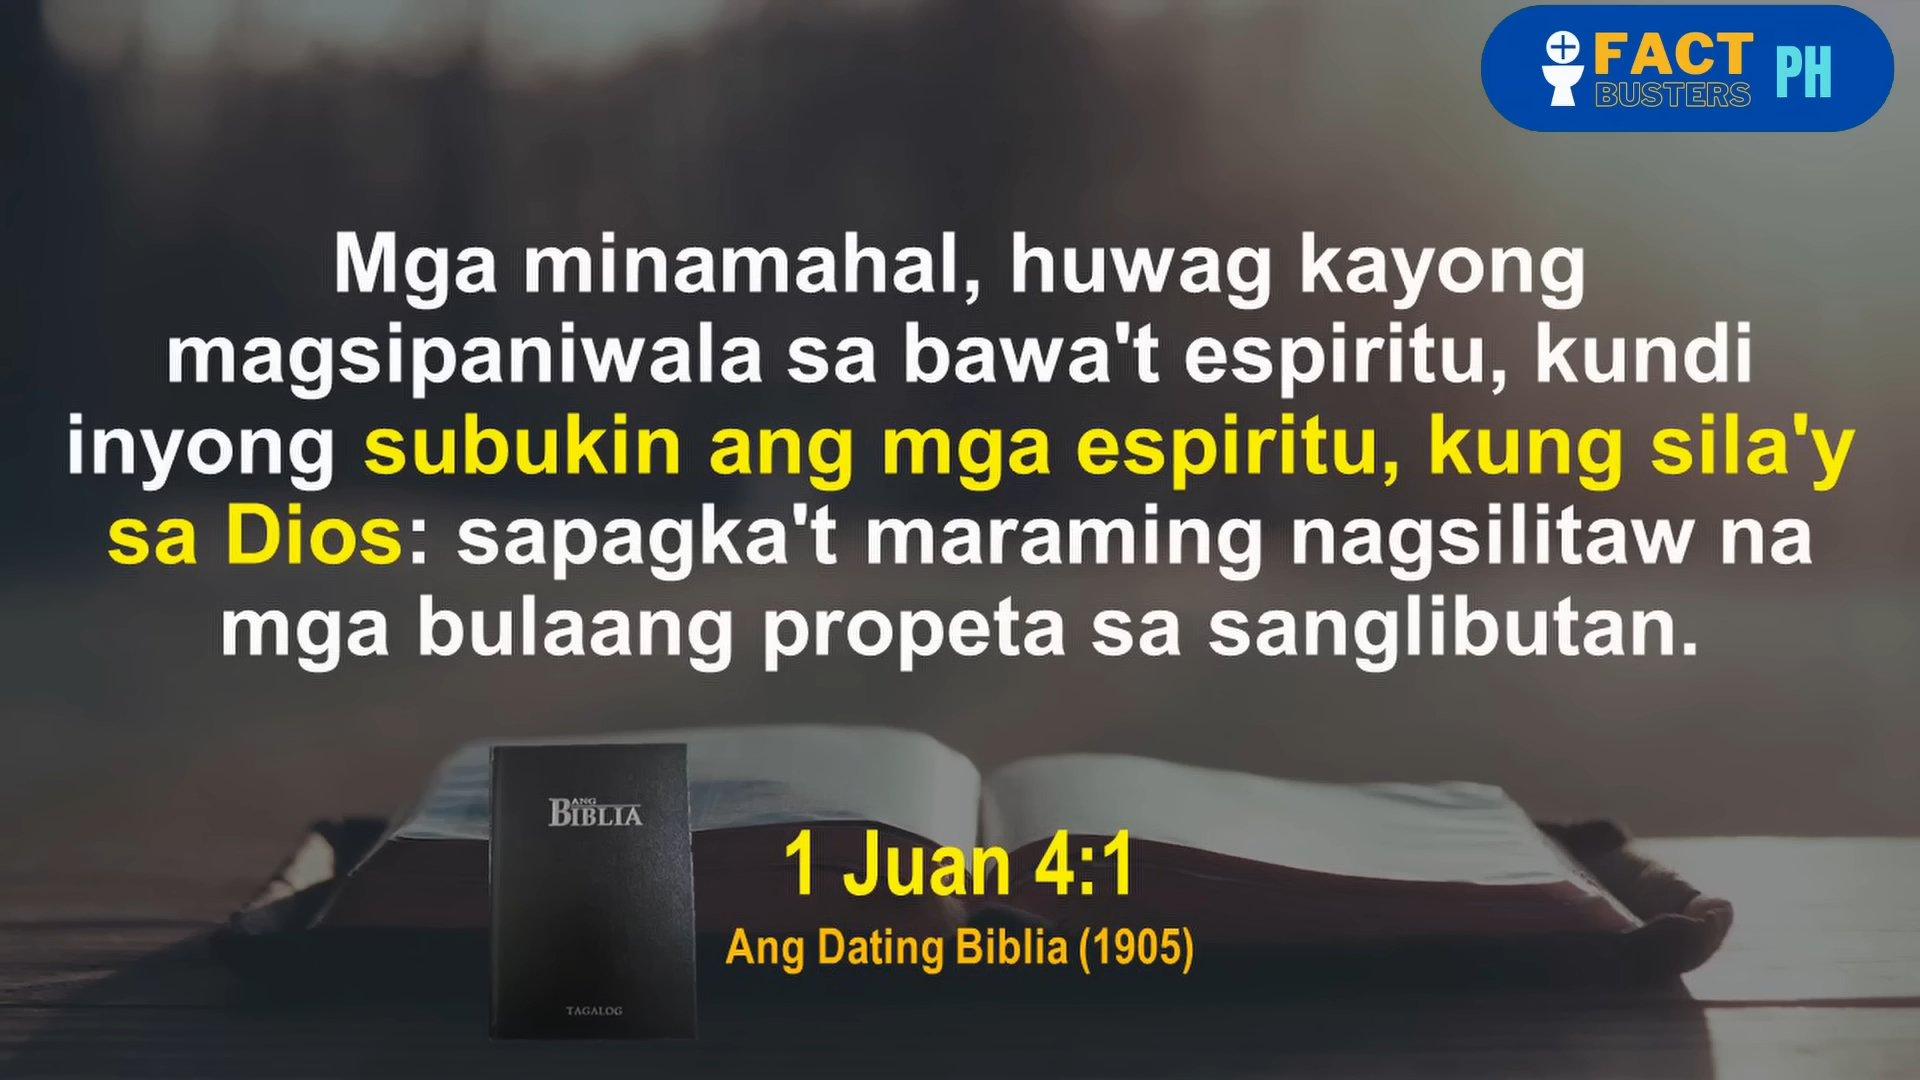 FACT
BUSTERS
PH
Mga minamahal, huwag kayong
magsipaniwala sa bawa't espiritu, kundi
inyong subukin ang mga espiritu, kung sila'y
sa Dios: sapagka't maraming nagsilitaw na
mga bulaang propeta sa sanglibutan.
ANG
BIBLIA
TAGALOG
1 Juan 4:1
Ang Dating Biblia (1905)